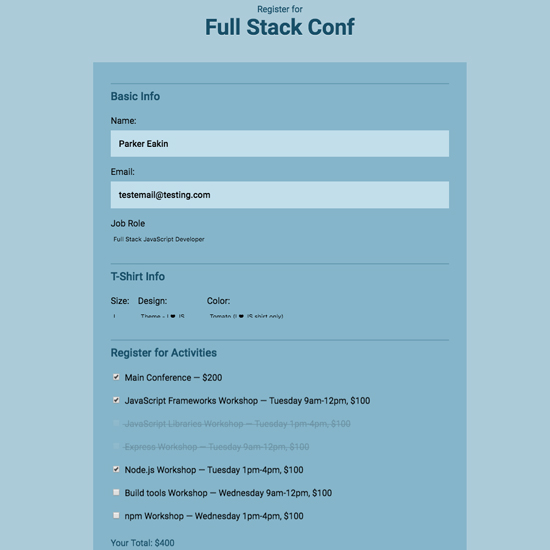 Register for
Full Stack Conf
Basic Info
Name:
Parker Eakin
Email:
testemail@testing.com
Job Role
Full Stack JavaScript Developer
T-Shirt Info
Size: Design: Color:
Theme - I ♥ JS Tomato (I ♥ JS shirt only)
Register for Activities
Main Conference — $200
JavaScript Frameworks Workshop — Tuesday 9am-12pm, $100
JavaScript Libraries Workshop — Tuesday 1pm-4pm, $100
Express Workshop — Tuesday 9am-12pm, $100
Node.js Workshop — Tuesday 1pm-4pm, $100
Build tools Workshop — Wednesday 9am-12pm, $100
npm Workshop — Wednesday 1pm-4pm, $100
Your Total: $400